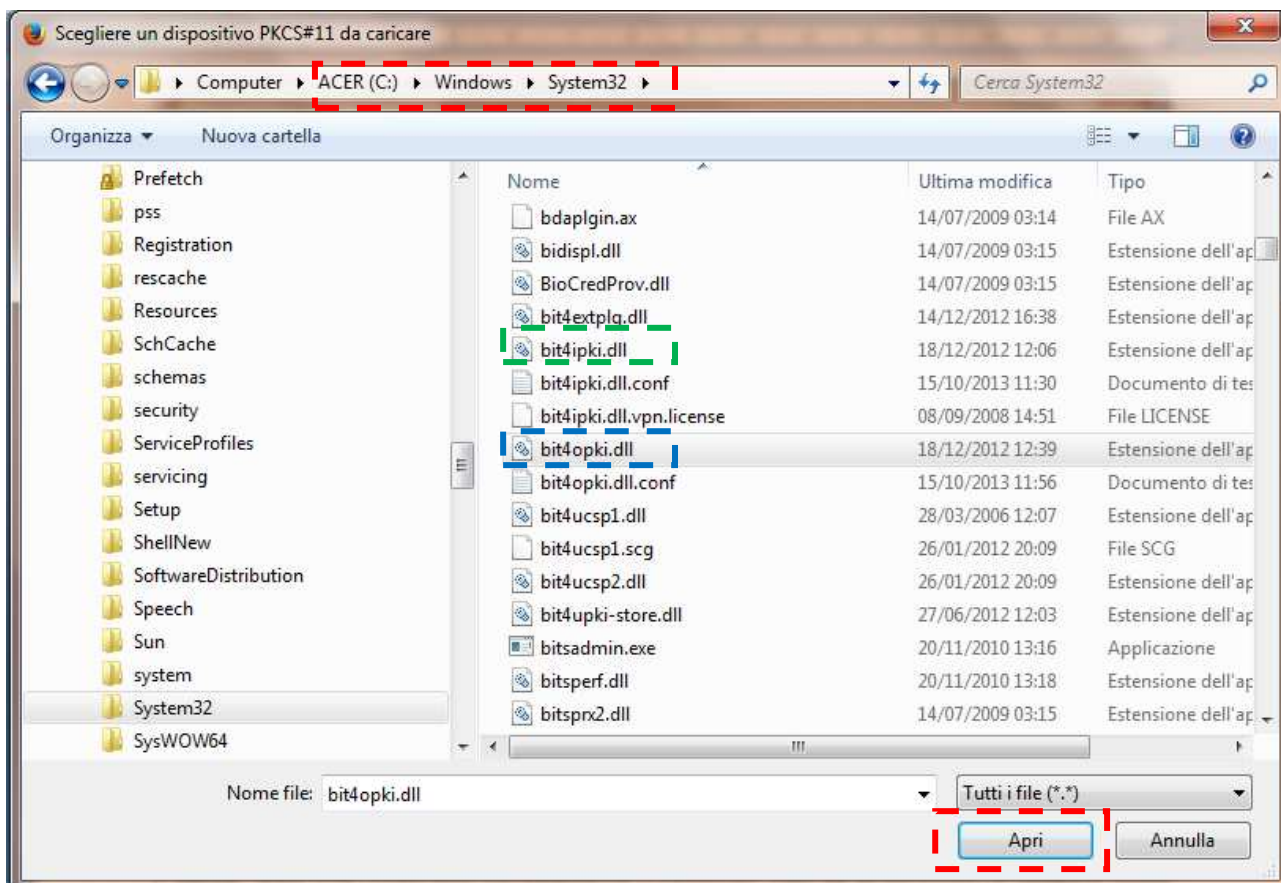 Scegliere un dispositivo PKCS#11 da caricare
Computer ACER (C:) Windows System32 Cerca System32
Organizza Nuova cartella
Prefetch
pss
Registration
rescache
Resources
SchCache
schemas
security
ServiceProfiles
servicing
Setup
ShellNew
SoftwareDistribution
Speech
Sun
system
System32
SysWOW64
Nome Ultima modifica Tipo
bdaplgin.ax 14/07/2009 03:14 File AX
bidispl.dll 14/07/2009 03:15 Estensione dell'ap
BioCredProv.dll 14/07/2009 03:15 Estensione dell'ap
bit4extplg.dll 14/12/2012 16:38 Estensione dell'ap
bit4ipki.dll 18/12/2012 12:06 Estensione dell'ap
bit4ipki.dll.conf 15/10/2013 11:30 Documento di tes
bit4ipki.dll.vpn.license 08/09/2008 14:51 File LICENSE
bit4opki.dll 18/12/2012 12:39 Estensione dell'ap
bit4opki.dll.conf 15/10/2013 11:56 Documento di tes
bit4ucsp1.dll 28/03/2006 12:07 Estensione dell'ap
bit4ucsp1.scg 26/01/2012 20:09 File SCG
bit4ucsp2.dll 26/01/2012 20:09 Estensione dell'ap
bit4upki-store.dll 27/06/2012 12:03 Estensione dell'ap
bitsadmin.exe 20/11/2010 13:16 Applicazione
bitsperf.dll 20/11/2010 13:18 Estensione dell'ap
bitsprx2.dll 14/07/2009 03:15 Estensione dell'ap
Nome file: bit4opki.dll Tutti i file (*.*)
Apri Annulla